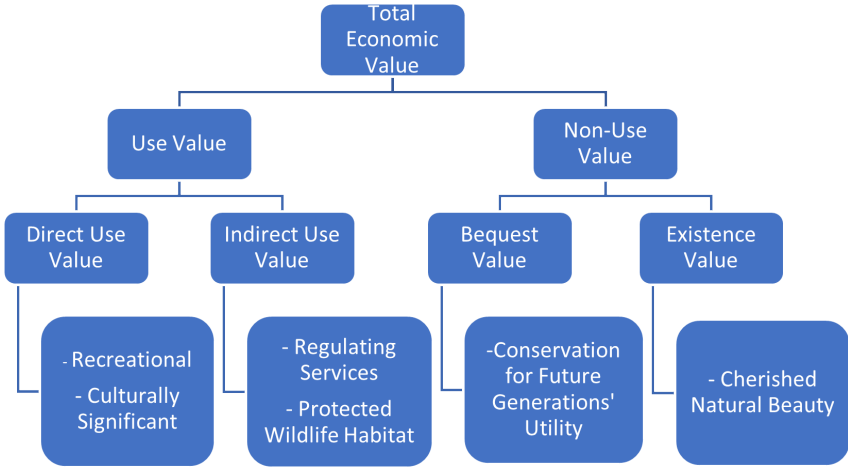 Total
Economic
Value
Use Value
Non-Use
Value
Direct Use
Value
Indirect Use
Value
Bequest
Value
Existence
Value
- Recreational
- Culturally
Significant
- Regulating
Services
- Protected
Wildlife Habitat
-Conservation
for Future
Generations'
Utility
- Cherished
Natural Beauty